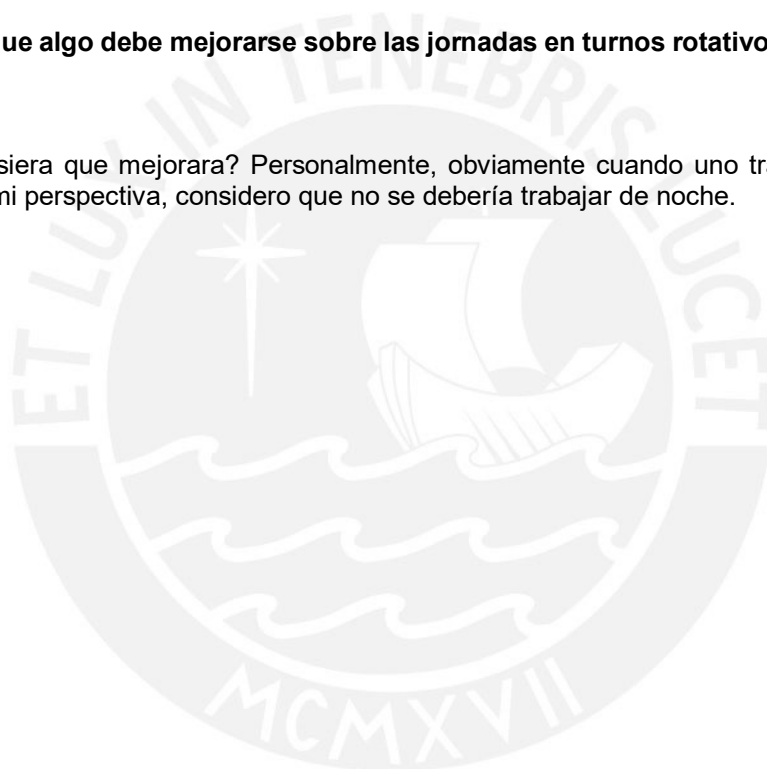 ue algo debe mejorarse sobre las jornadas en turnos rotativo
siera que mejorara? Personalmente, obviamente cuando uno tra
mi perspectiva, considero que no se debería trabajar de noche.
ET LUX IN TENEBRIS LUCET
MCMXVII